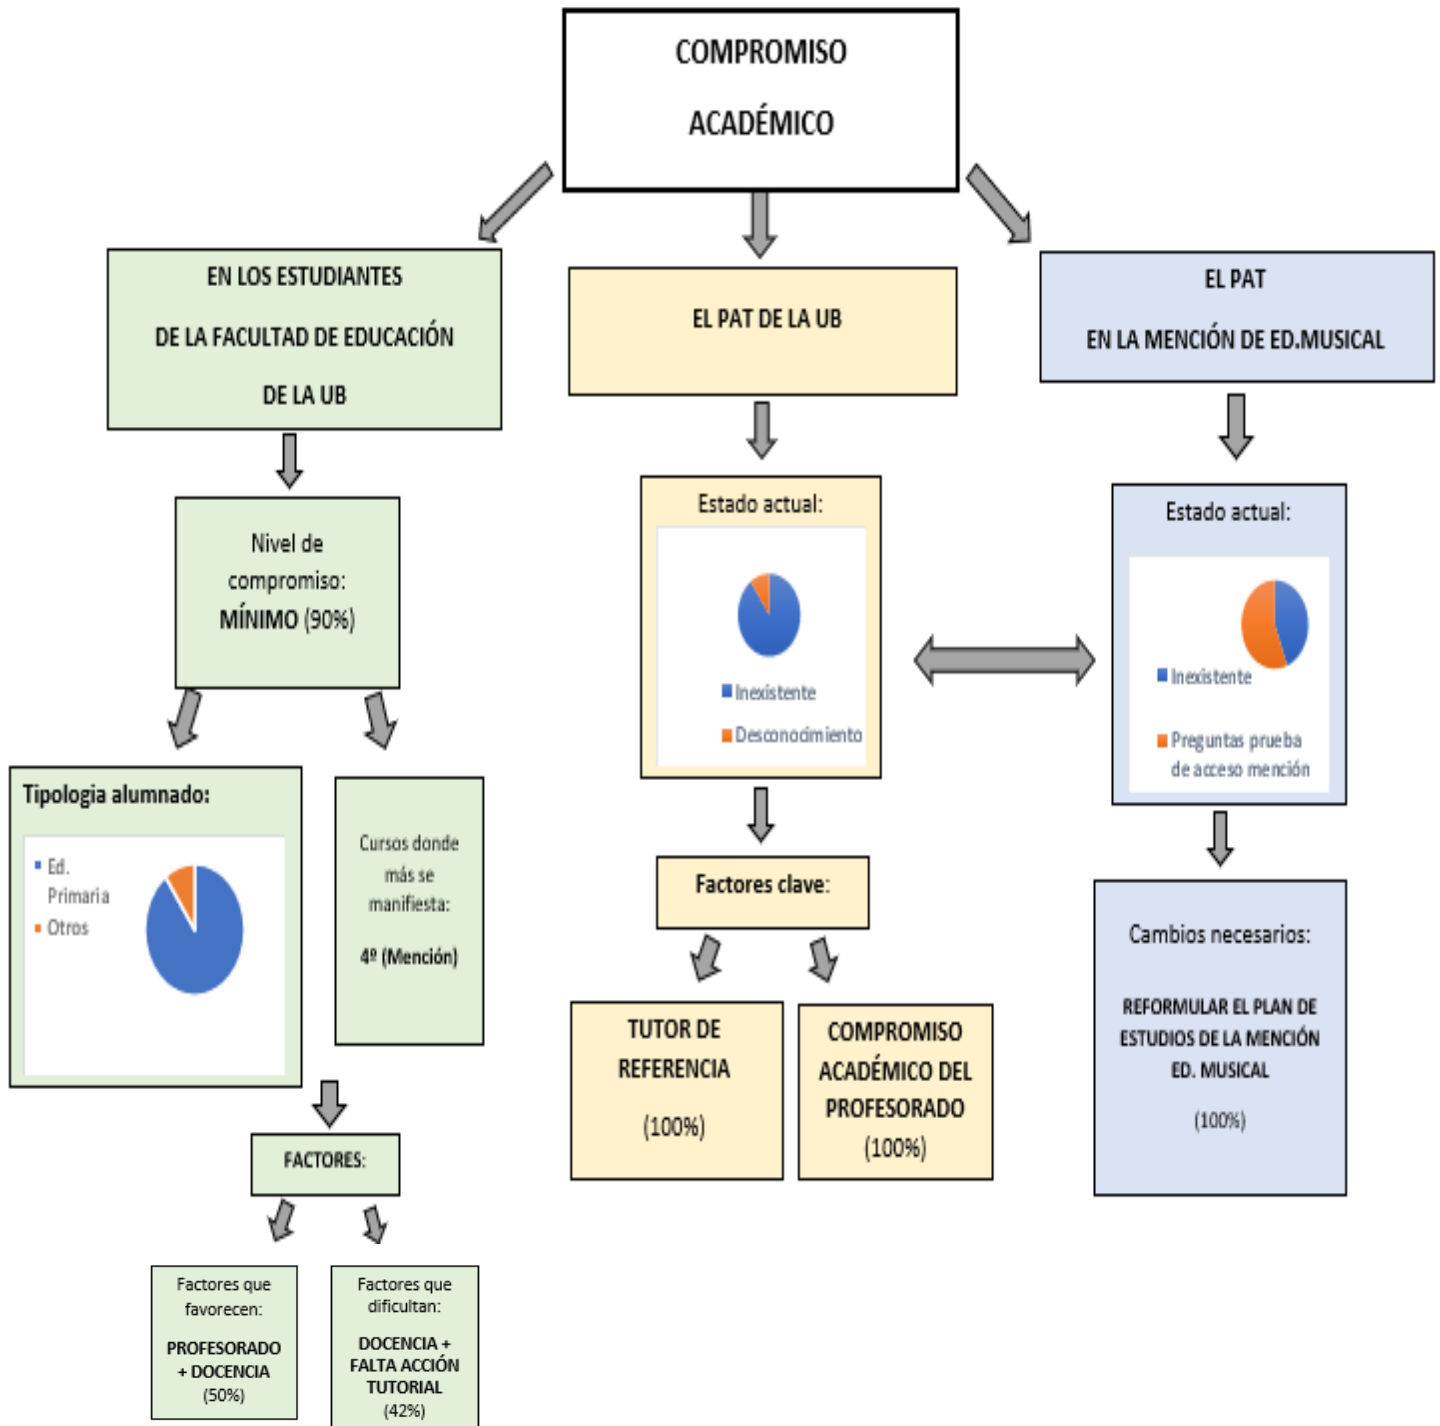 COMPROMISO
ACADÉMICO
EN LOS ESTUDIANTES
DE LA FACULTAD DE EDUCACIÓN
DE LA UB
Nivel de
compromiso:
MÍNIMO (90%)
Tipologia alumnado:
Ed.
Primaria
Otros
Cursos donde
más se
manifiesta:
4º (Mención)
FACTORES:
Factores que
favorecen:
PROFESORADO
+ DOCENCIA
(50%)
Factores que
dificultan:
DOCENCIA +
FALTA ACCIÓN
TUTORIAL
(42%)
EL PAT DE LA UB
Estado actual:
Inexistente
Desconocimiento
Factores clave:
TUTOR DE
REFERENCIA
(100%)
COMPROMISO
ACADÉMICO DEL
PROFESORADO
(100%)
EL PAT
EN LA MENCIÓN DE ED.MUSICAL
Estado actual:
Inexistente
Preguntas prueba
de acceso mención
Cambios necesarios:
REFORMULAR EL PLAN DE
ESTUDIOS DE LA MENCIÓN
ED. MUSICAL
(100%)